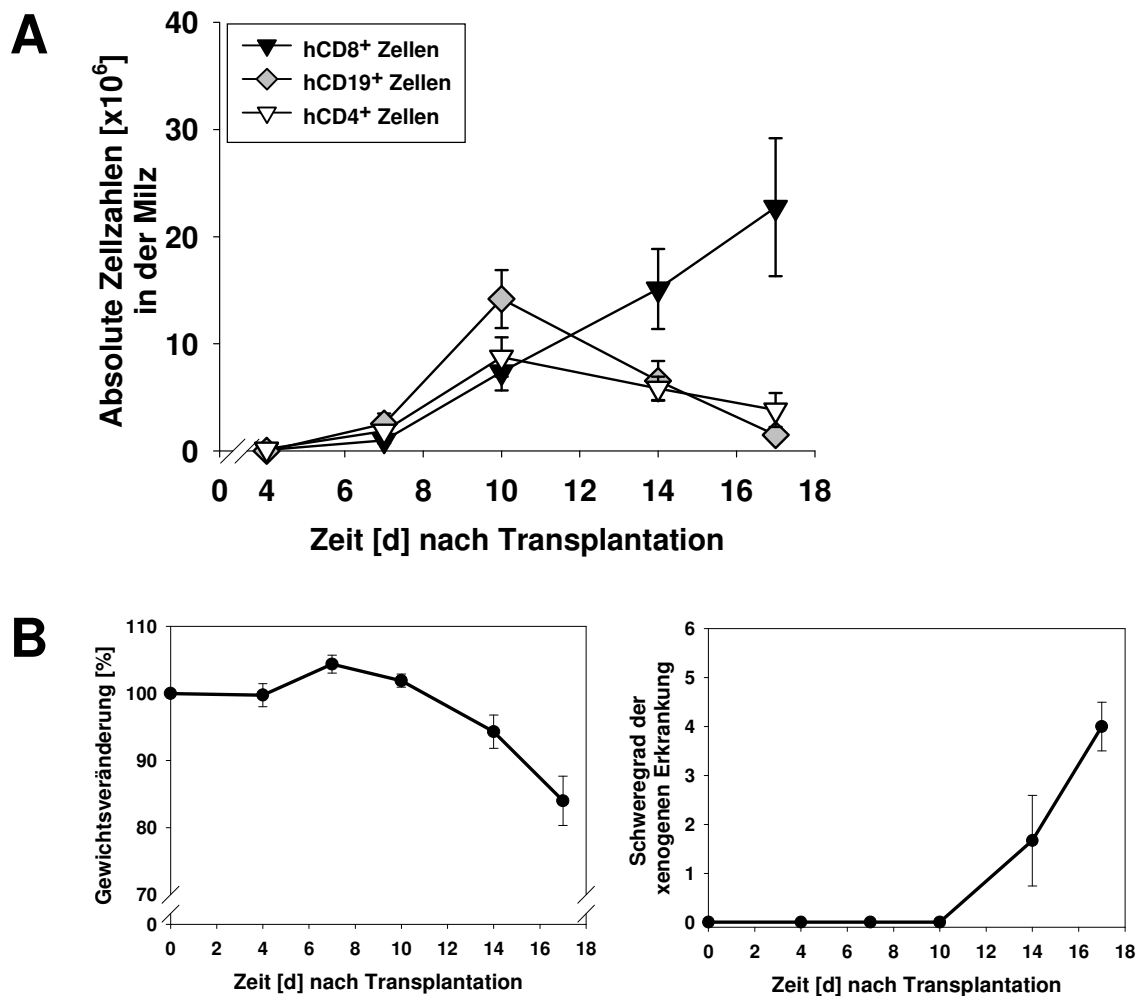 A
40
30
20
10
0
Absolute Zellzahlen [x10⁶]
in der Milz
hCD8⁺ Zellen
hCD19⁺ Zellen
hCD4⁺ Zellen
0 4 6 8 10 12 14 16 18
Zeit [d] nach Transplantation
B
110
100
90
80
70
0
Gewichtsveränderung [%]
0 2 4 6 8 10 12 14 16 18
Zeit [d] nach Transplantation
6
5
4
3
2
1
0
Schweregrad der
xenogenen Erkrankung
0 2 4 6 8 10 12 14 16 18
Zeit [d] nach Transplantation